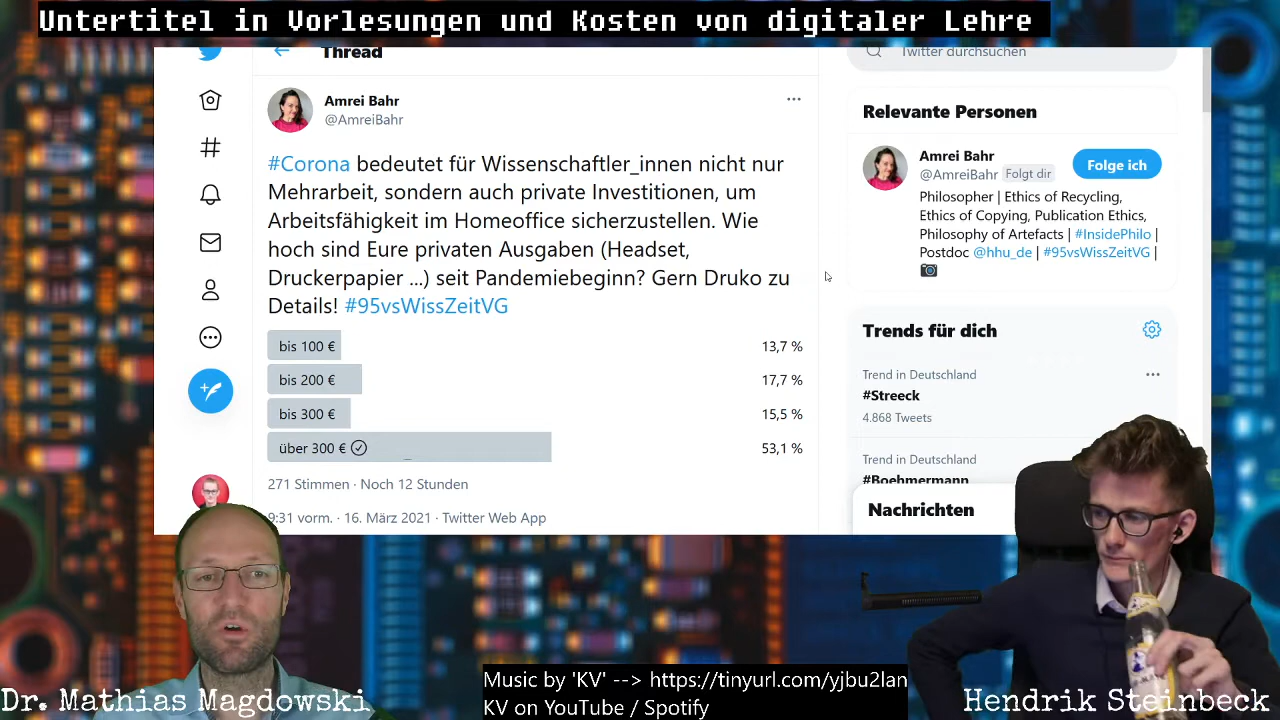 Untertitel in Vorlesungen und Kosten von digitaler Lehre
Thread
Amrei Bahr
@AmreiBahr
#Corona bedeutet für Wissenschaftler_innen nicht nur
Mehrarbeit, sondern auch private Investitionen, um
Arbeitsfähigkeit im Homeoffice sicherzustellen. Wie
hoch sind Eure privaten Ausgaben (Headset,
Druckerpapier ...) seit Pandemiebeginn? Gern Druko zu
Details! #95vsWissZeitVG
bis 100 € 13,7 %
bis 200 € 17,7 %
bis 300 € 15,5 %
über 300 € 53,1 %
271 Stimmen · Noch 12 Stunden
9:31 vorm. · 16. März 2021 · Twitter Web App
Twitter durchsuchen
Relevante Personen
Amrei Bahr
@AmreiBahr Folgt dir
Folge ich
Philosopher | Ethics of Recycling,
Ethics of Copying, Publication Ethics,
Philosophy of Artefacts | #InsidePhilo |
Postdoc @hhu_de | #95vsWissZeitVG |
Trends für dich
Trend in Deutschland
#Streeck
4.868 Tweets
Trend in Deutschland
#Boehmermann
Nachrichten
Dr. Mathias Magdowski
Music by 'KV' --> https://tinyurl.com/yjbu2lan
KV on YouTube / Spotify
Hendrik Steinbeck